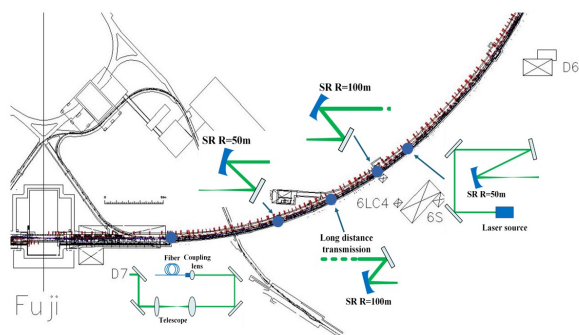 D6
SR R=100m
SR R=50m
SR R=50m
Laser source
6LC4
6S
Long distance
transmission
SR R=100m
D7
Fiber
Coupling
lens
Telescope
Fuji